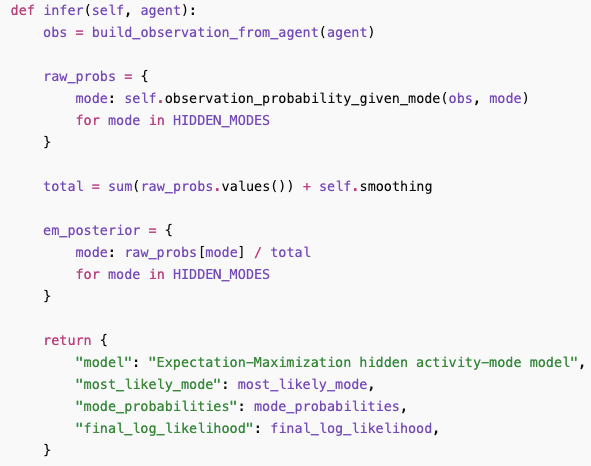 def infer(self, agent):
    obs = build_observation_from_agent(agent)

    raw_probs = {
        mode: self.observation_probability_given_mode(obs, mode)
        for mode in HIDDEN_MODES
    }

    total = sum(raw_probs.values()) + self.smoothing

    em_posterior = {
        mode: raw_probs[mode] / total
        for mode in HIDDEN_MODES
    }

    return {
        "model": "Expectation-Maximization hidden activity-mode model",
        "most_likely_mode": most_likely_mode,
        "mode_probabilities": mode_probabilities,
        "final_log_likelihood": final_log_likelihood,
    }